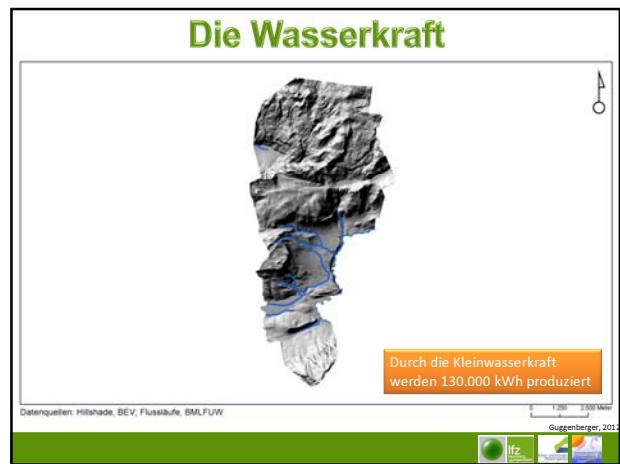 Die Wasserkraft
Durch die Kleinwasserkraft
werden 130.000 kWh produziert
Datenquellen: Hillshade, BEV; Flussläufe, BMLFUW
0 1.250 2.500 Meter
Guggenberger, 2012
lfz